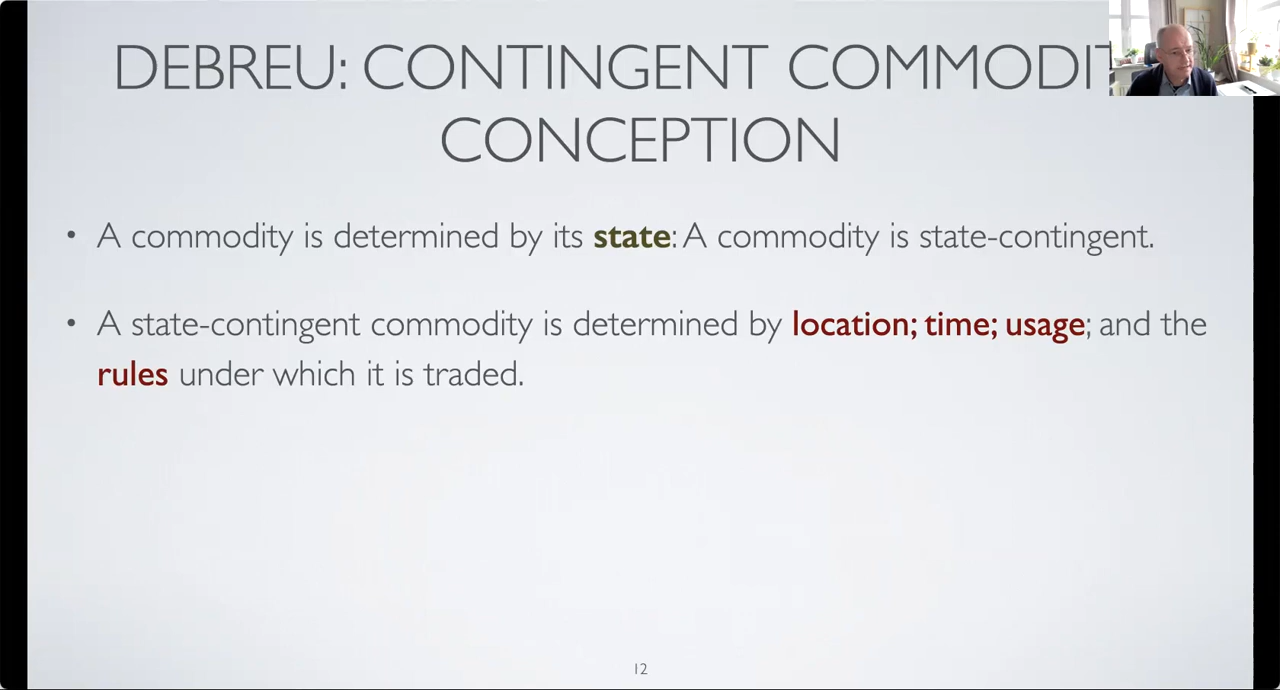 DEBREU: CONTINGENT COMMODIT
CONCEPTION
• A commodity is determined by its state: A commodity is state-contingent.
• A state-contingent commodity is determined by location; time; usage; and the
rules under which it is traded.
12